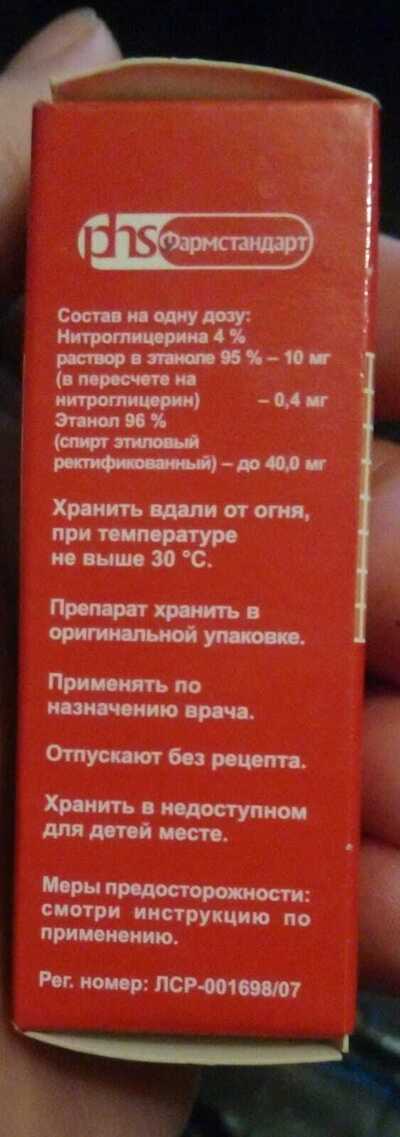 phs Фармстандарт
Состав на одну дозу:
Нитроглицерина 4 %
раствор в этаноле 95 % – 10 мг
(в пересчете на
нитроглицерин) – 0,4 мг
Этанол 96 %
(спирт этиловый
ректификованный) – до 40,0 мг
Хранить вдали от огня,
при температуре
не выше 30 °С.
Препарат хранить в
оригинальной упаковке.
Применять по
назначению врача.
Отпускают без рецепта.
Хранить в недоступном
для детей месте.
Меры предосторожности:
смотри инструкцию по
применению.
Рег. номер: ЛСР-001698/07